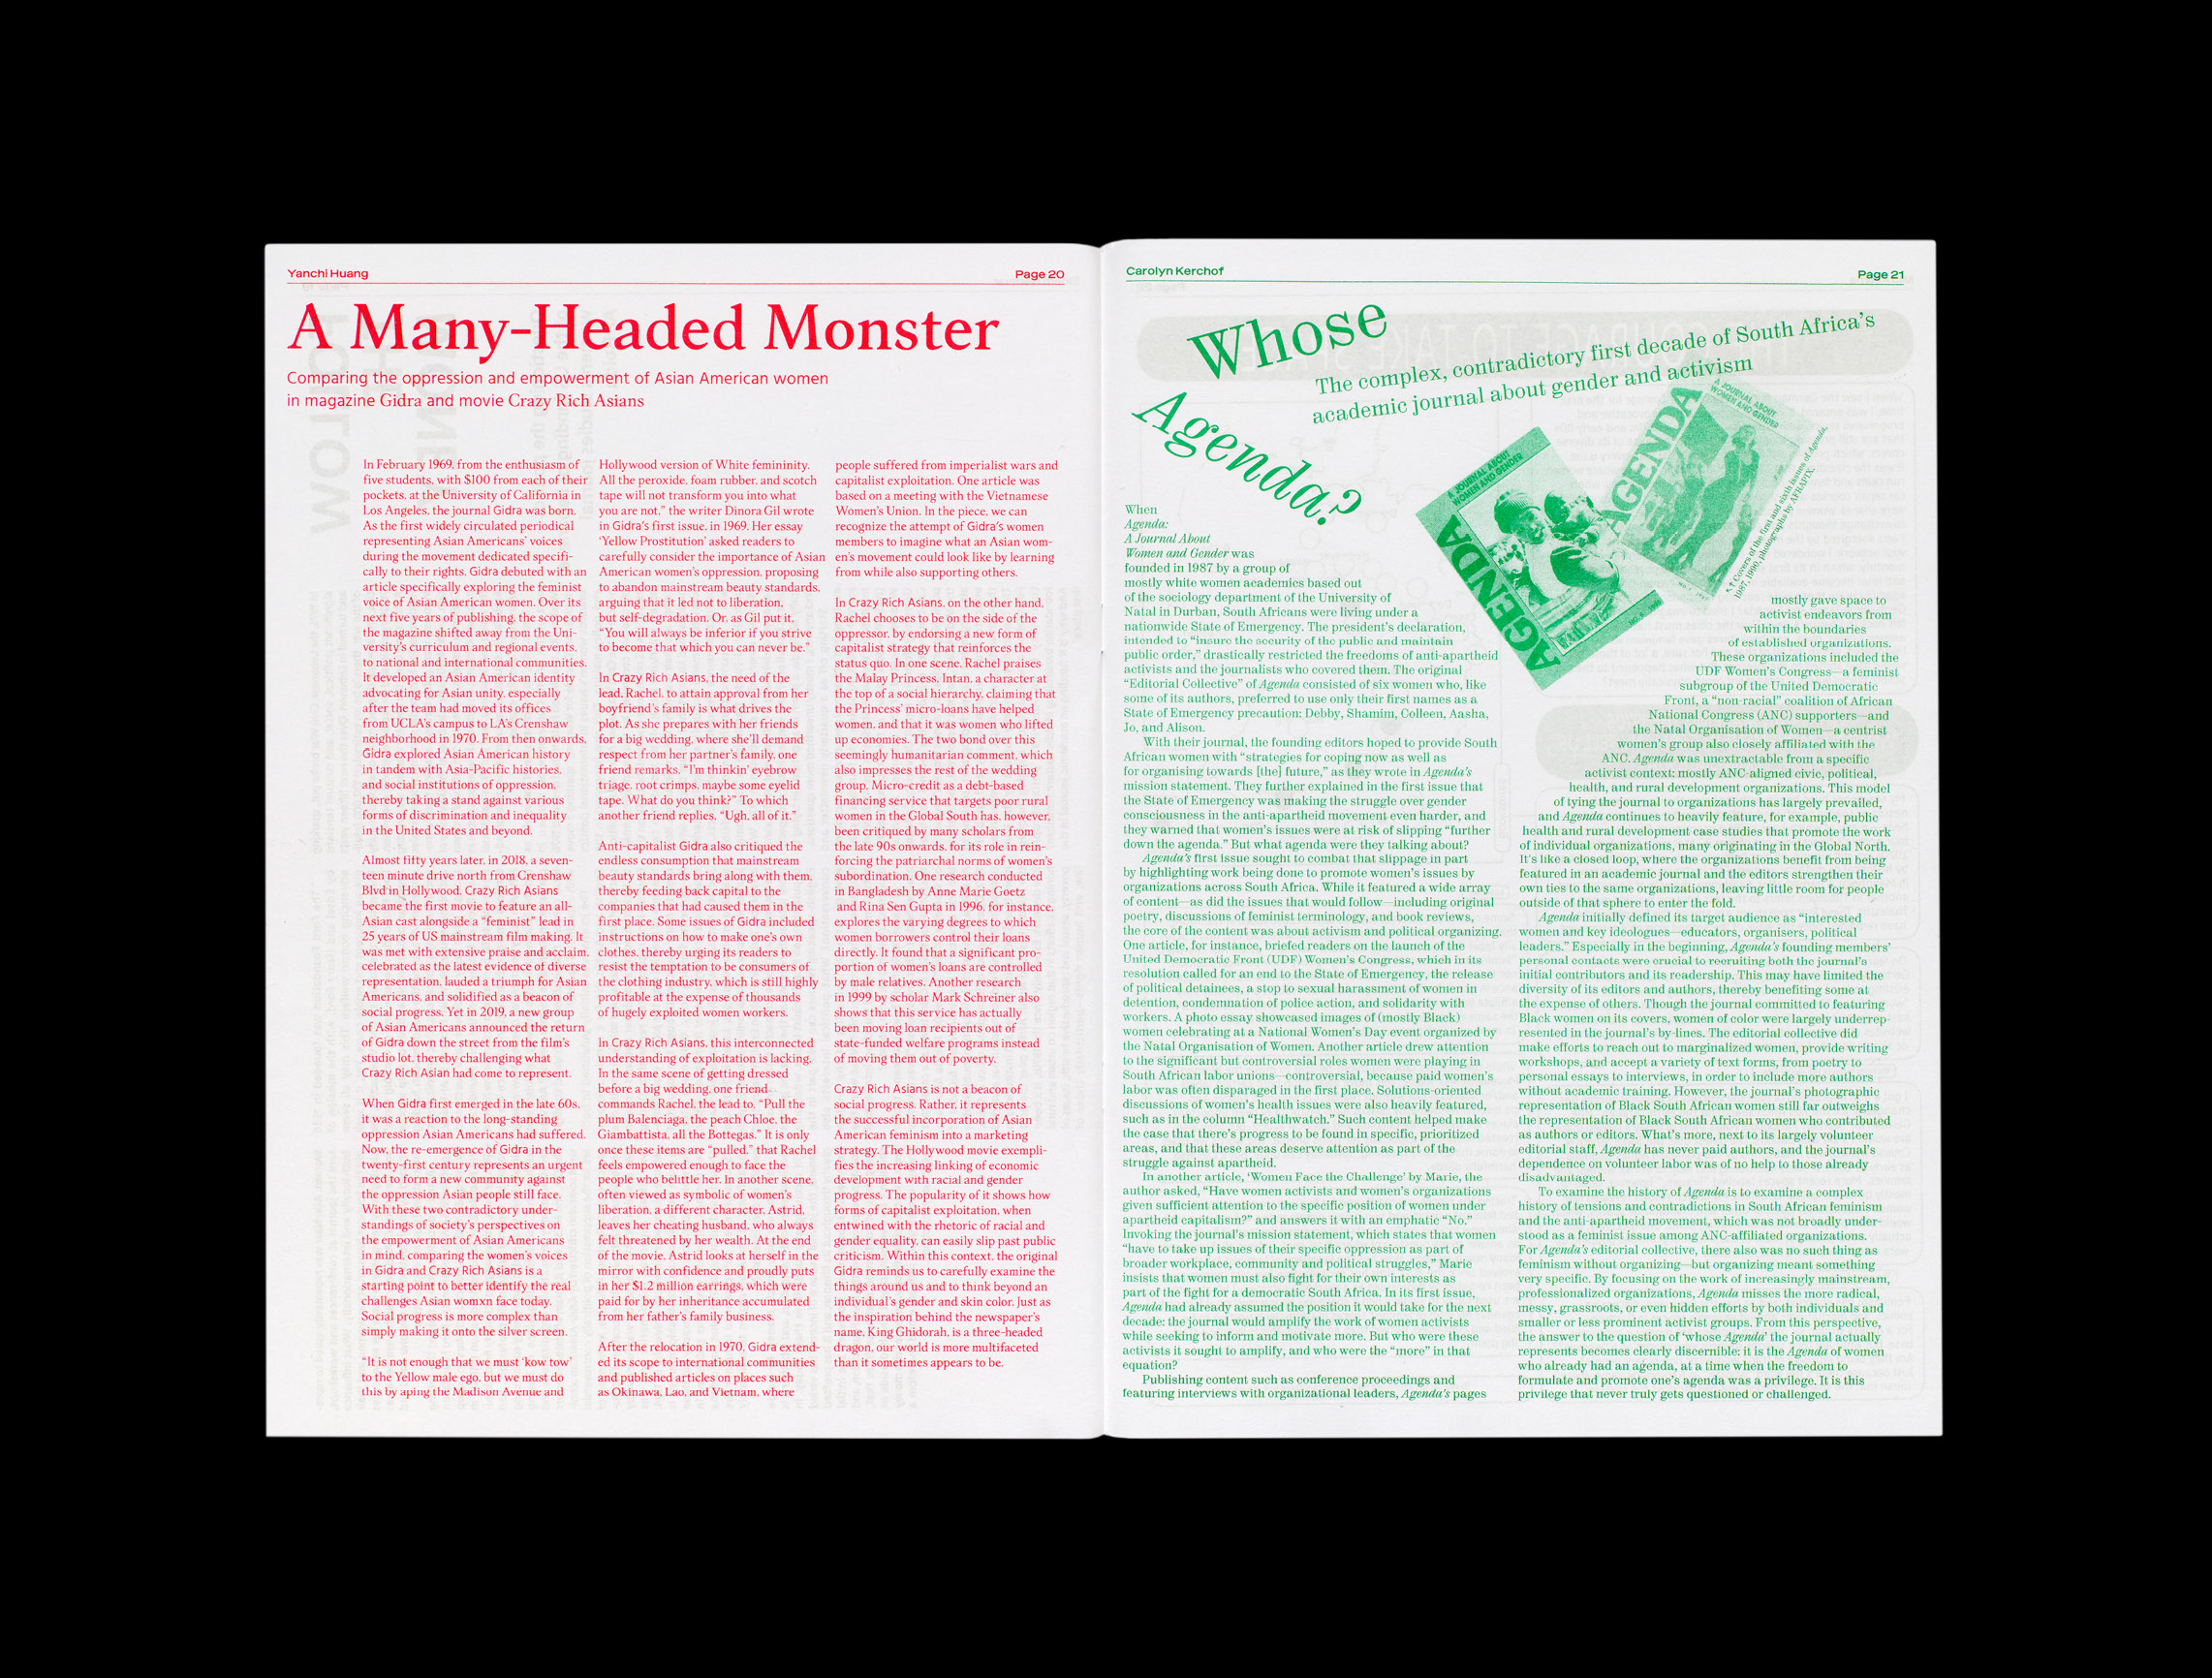 Yanchi Huang
Page 20
A Many-Headed Monster
Comparing the oppression and empowerment of Asian American women
in magazine Gidra and movie Crazy Rich Asians
In February 1969, from the enthusiasm of
five students, with $100 from each of their
pockets, at the University of California in
Los Angeles, the journal Gidra was born.
As the first widely circulated periodical
representing Asian Americans' voices
during the movement dedicated specifi-
cally to their rights, Gidra debuted with an
article specifically exploring the feminist
voice of Asian American women. Over its
next five years of publishing, the scope of
the magazine shifted away from the Uni-
versity's curriculum and regional events,
to national and international communities.
It developed an Asian American identity
advocating for Asian unity, especially
after the team had moved its offices
from UCLA's campus to LA's Crenshaw
neighborhood in 1970. From then onwards,
Gidra explored Asian American history
in tandem with Asia-Pacific histories,
and social institutions of oppression,
thereby taking a stand against various
forms of discrimination and inequality
in the United States and beyond.
Almost fifty years later, in 2018, a seven-
teen minute drive north from Crenshaw
Blvd in Hollywood, Crazy Rich Asians
became the first movie to feature an all-
Asian cast alongside a “feminist” lead in
25 years of US mainstream film making. It
was met with extensive praise and acclaim,
celebrated as the latest evidence of diverse
representation, lauded a triumph for Asian
Americans, and solidified as a beacon of
social progress. Yet in 2019, a new group
of Asian Americans announced the return
of Gidra down the street from the film's
studio lot, thereby challenging what
Crazy Rich Asian had come to represent.
When Gidra first emerged in the late 60s,
it was a reaction to the long-standing
oppression Asian Americans had suffered.
Now, the re-emergence of Gidra in the
twenty-first century represents an urgent
need to form a new community against
the oppression Asian people still face.
With these two contradictory under-
standings of society's perspectives on
the empowerment of Asian Americans
in mind, comparing the women's voices
in Gidra and Crazy Rich Asians is a
starting point to better identify the real
challenges Asian womxn face today.
Social progress is more complex than
simply making it onto the silver screen.
“It is not enough that we must ‘kow tow’
to the Yellow male ego, but we must do
this by aping the Madison Avenue and
Hollywood version of White femininity.
All the peroxide, foam rubber, and scotch
tape will not transform you into what
you are not,” the writer Dinora Gil wrote
in Gidra's first issue, in 1969. Her essay
‘Yellow Prostitution’ asked readers to
carefully consider the importance of Asian
American women's oppression, proposing
to abandon mainstream beauty standards,
arguing that it led not to liberation,
but self-degradation. Or, as Gil put it,
“You will always be inferior if you strive
to become that which you can never be.”
In Crazy Rich Asians, the need of the
lead, Rachel, to attain approval from her
boyfriend's family is what drives the
plot. As she prepares with her friends
for a big wedding, where she'll demand
respect from her partner's family, one
friend remarks, “I'm thinkin' eyebrow
triage, root crimps, maybe some eyelid
tape. What do you think?” To which
another friend replies, “Ugh, all of it.”
Anti-capitalist Gidra also critiqued the
endless consumption that mainstream
beauty standards bring along with them,
thereby feeding back capital to the
companies that had caused them in the
first place. Some issues of Gidra included
instructions on how to make one's own
clothes, thereby urging its readers to
resist the temptation to be consumers of
the clothing industry, which is still highly
profitable at the expense of thousands
of hugely exploited women workers.
In Crazy Rich Asians, this interconnected
understanding of exploitation is lacking.
In the same scene of getting dressed
before a big wedding, one friend
commands Rachel, the lead to, “Pull the
plum Balenciaga, the peach Chloe, the
Giambattista, all the Bottegas.” It is only
once these items are “pulled,” that Rachel
feels empowered enough to face the
people who belittle her. In another scene,
often viewed as symbolic of women's
liberation, a different character, Astrid,
leaves her cheating husband, who always
felt threatened by her wealth. At the end
of the movie, Astrid looks at herself in the
mirror with confidence and proudly puts
in her $1.2 million earrings, which were
paid for by her inheritance accumulated
from her father's family business.
After the relocation in 1970, Gidra extend-
ed its scope to international communities
and published articles on places such
as Okinawa, Lao, and Vietnam, where
people suffered from imperialist wars and
capitalist exploitation. One article was
based on a meeting with the Vietnamese
Women's Union. In the piece, we can
recognize the attempt of Gidra's women
members to imagine what an Asian wom-
en's movement could look like by learning
from while also supporting others.
In Crazy Rich Asians, on the other hand,
Rachel chooses to be on the side of the
oppressor, by endorsing a new form of
capitalist strategy that reinforces the
status quo. In one scene, Rachel praises
the Malay Princess, Intan, a character at
the top of a social hierarchy, claiming that
the Princess' micro-loans have helped
women, and that it was women who lifted
up economies. The two bond over this
seemingly humanitarian comment, which
also impresses the rest of the wedding
group. Micro-credit as a debt-based
financing service that targets poor rural
women in the Global South has, however,
been critiqued by many scholars from
the late 90s onwards, for its role in rein-
forcing the patriarchal norms of women's
subordination. One research conducted
in Bangladesh by Anne Marie Goetz
and Rina Sen Gupta in 1996, for instance,
explores the varying degrees to which
women borrowers control their loans
directly. It found that a significant pro-
portion of women's loans are controlled
by male relatives. Another research
in 1999 by scholar Mark Schreiner also
shows that this service has actually
been moving loan recipients out of
state-funded welfare programs instead
of moving them out of poverty.
Crazy Rich Asians is not a beacon of
social progress. Rather, it represents
the successful incorporation of Asian
American feminism into a marketing
strategy. The Hollywood movie exempli-
fies the increasing linking of economic
development with racial and gender
progress. The popularity of it shows how
forms of capitalist exploitation, when
entwined with the rhetoric of racial and
gender equality, can easily slip past public
criticism. Within this context, the original
Gidra reminds us to carefully examine the
things around us and to think beyond an
individual's gender and skin color. Just as
the inspiration behind the newspaper's
name, King Ghidorah, is a three-headed
dragon, our world is more multifaceted
than it sometimes appears to be.
Carolyn Kerchof
Page 21
Whose
Agenda?
The complex, contradictory first decade of South Africa's
academic journal about gender and activism
A JOURNAL ABOUT
WOMEN AND GENDER
AGENDA
A JOURNAL ABOUT
WOMEN AND GENDER
AGENDA
Covers of the first and sixth issues of Agenda,
1987, 1990, photographs by AFRAPIX.
When
Agenda:
A Journal About
Women and Gender was
founded in 1987 by a group of
mostly white women academics based out
of the sociology department of the University of
Natal in Durban, South Africans were living under a
nationwide State of Emergency. The president's declaration,
intended to “insure the security of the public and maintain
public order,” drastically restricted the freedoms of anti-apartheid
activists and the journalists who covered them. The original
“Editorial Collective” of Agenda consisted of six women who, like
some of its authors, preferred to use only their first names as a
State of Emergency precaution: Debby, Shamim, Colleen, Aasha,
Jo, and Alison.
With their journal, the founding editors hoped to provide South
African women with “strategies for coping now as well as
for organising towards [the] future,” as they wrote in Agenda's
mission statement. They further explained in the first issue that
the State of Emergency was making the struggle over gender
consciousness in the anti-apartheid movement even harder, and
they warned that women's issues were at risk of slipping “further
down the agenda.” But what agenda were they talking about?
Agenda's first issue sought to combat that slippage in part
by highlighting work being done to promote women's issues by
organizations across South Africa. While it featured a wide array
of content—as did the issues that would follow—including original
poetry, discussions of feminist terminology, and book reviews,
the core of the content was about activism and political organizing.
One article, for instance, briefed readers on the launch of the
United Democratic Front (UDF) Women's Congress, which in its
resolution called for an end to the State of Emergency, the release
of political detainees, a stop to sexual harassment of women in
detention, condemnation of police action, and solidarity with
workers. A photo essay showcased images of (mostly Black)
women celebrating at a National Women's Day event organized by
the Natal Organisation of Women. Another article drew attention
to the significant but controversial roles women were playing in
South African labor unions—controversial, because paid women's
labor was often disparaged in the first place. Solutions-oriented
discussions of women's health issues were also heavily featured,
such as in the column “Healthwatch.” Such content helped make
the case that there's progress to be found in specific, prioritized
areas, and that these areas deserve attention as part of the
struggle against apartheid.
In another article, ‘Women Face the Challenge’ by Marie, the
author asked, “Have women activists and women's organizations
given sufficient attention to the specific position of women under
apartheid capitalism?” and answers it with an emphatic “No.”
Invoking the journal's mission statement, which states that women
“have to take up issues of their specific oppression as part of
broader workplace, community and political struggles,” Marie
insists that women must also fight for their own interests as
part of the fight for a democratic South Africa. In its first issue,
Agenda had already assumed the position it would take for the next
decade: the journal would amplify the work of women activists
while seeking to inform and motivate more. But who were these
activists it sought to amplify, and who were the “more” in that
equation?
Publishing content such as conference proceedings and
featuring interviews with organizational leaders, Agenda's pages
mostly gave space to
activist endeavors from
within the boundaries
of established organizations.
These organizations included the
UDF Women's Congress—a feminist
subgroup of the United Democratic
Front, a “non-racial” coalition of African
National Congress (ANC) supporters—and
the Natal Organisation of Women—a centrist
women's group also closely affiliated with the
ANC. Agenda was unextractable from a specific
activist context: mostly ANC-aligned civic, political,
health, and rural development organizations. This model
of tying the journal to organizations has largely prevailed,
and Agenda continues to heavily feature, for example, public
health and rural development case studies that promote the work
of individual organizations, many originating in the Global North.
It's like a closed loop, where the organizations benefit from being
featured in an academic journal and the editors strengthen their
own ties to the same organizations, leaving little room for people
outside of that sphere to enter the fold.
Agenda initially defined its target audience as “interested
women and key ideologues—educators, organisers, political
leaders.” Especially in the beginning, Agenda's founding members'
personal contacts were crucial to recruiting both the journal's
initial contributors and its readership. This may have limited the
diversity of its editors and authors, thereby benefiting some at
the expense of others. Though the journal committed to featuring
Black women on its covers, women of color were largely underrep-
resented in the journal's by-lines. The editorial collective did
make efforts to reach out to marginalized women, provide writing
workshops, and accept a variety of text forms, from poetry to
personal essays to interviews, in order to include more authors
without academic training. However, the journal's photographic
representation of Black South African women still far outweighs
the representation of Black South African women who contributed
as authors or editors. What's more, next to its largely volunteer
editorial staff, Agenda has never paid authors, and the journal's
dependence on volunteer labor was of no help to those already
disadvantaged.
To examine the history of Agenda is to examine a complex
history of tensions and contradictions in South African feminism
and the anti-apartheid movement, which was not broadly under-
stood as a feminist issue among ANC-affiliated organizations.
For Agenda's editorial collective, there also was no such thing as
feminism without organizing—but organizing meant something
very specific. By focusing on the work of increasingly mainstream,
professionalized organizations, Agenda misses the more radical,
messy, grassroots, or even hidden efforts by both individuals and
smaller or less prominent activist groups. From this perspective,
the answer to the question of ‘whose Agenda’ the journal actually
represents becomes clearly discernible: it is the Agenda of women
who already had an agenda, at a time when the freedom to
formulate and promote one's agenda was a privilege. It is this
privilege that never truly gets questioned or challenged.